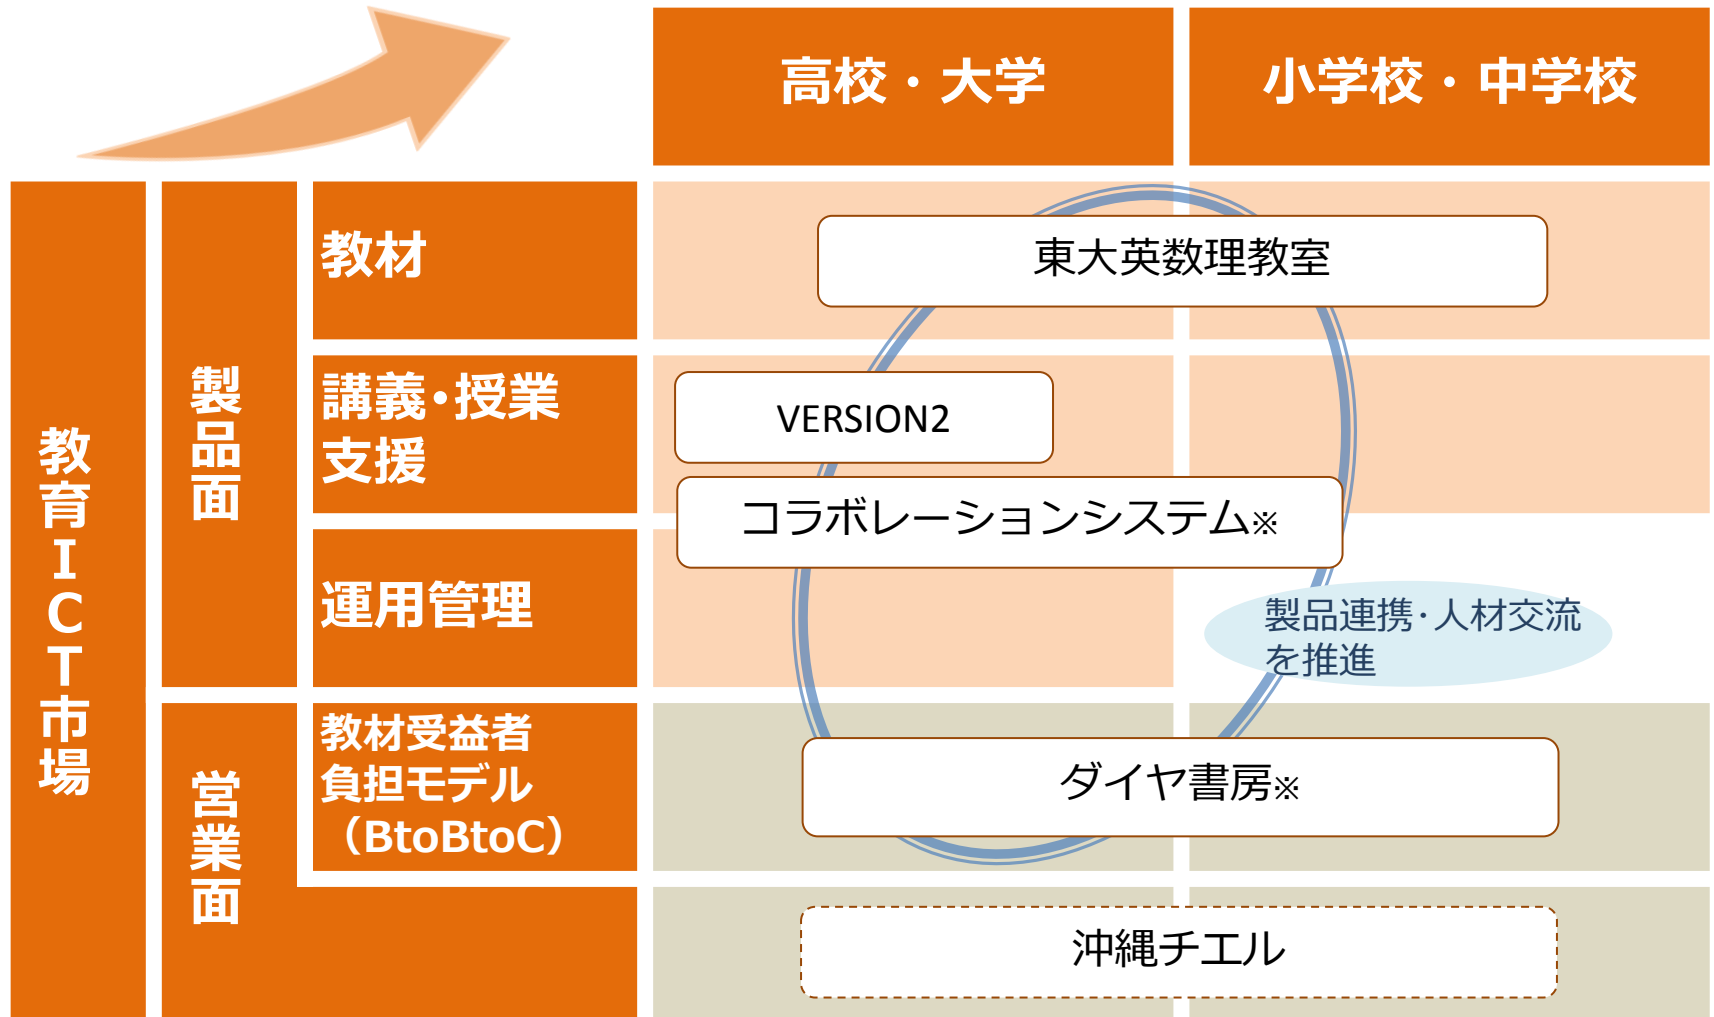 高校・大学
小学校・中学校
教育ICT市場
製品面
教材
東大英数理教室
講義・授業
支援
VERSION2
コラボレーションシステム※
運用管理
製品連携・人材交流
を推進
営業面
教材受益者
負担モデル
（BtoBtoC）
ダイヤ書房※
沖縄チエル